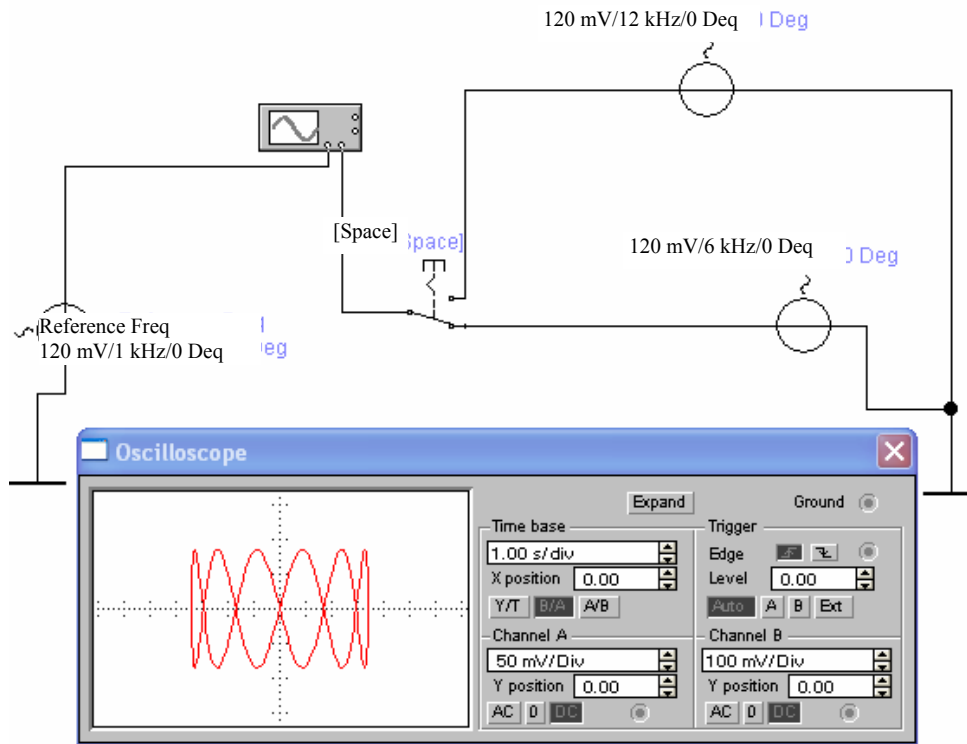 120 mV/12 kHz/0 Deq
Deg
[Space]
pace]
120 mV/6 kHz/0 Deq
0 Deg
Reference Freq
120 mV/1 kHz/0 Deq
eg
Oscilloscope
Expand
Ground
Time base
Trigger
1.00 s/div
Edge
X position 0.00
Level 0.00
Y/T B/A A/B
Auto A B Ext
Channel A
Channel B
50 mV/Div
100 mV/Div
Y position 0.00
Y position 0.00
AC 0 DC
AC 0 DC